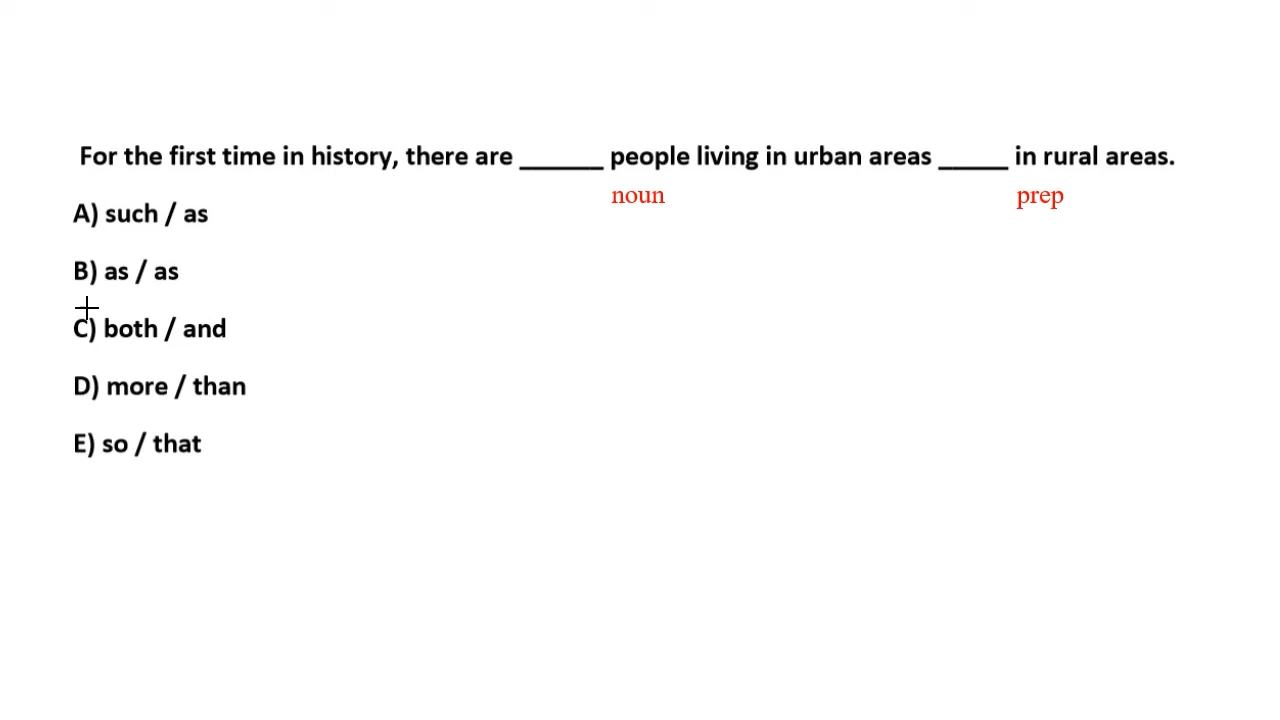 For the first time in history, there are ______ people living in urban areas _____ in rural areas.
noun prep
A) such / as
B) as / as
C) both / and
D) more / than
E) so / that